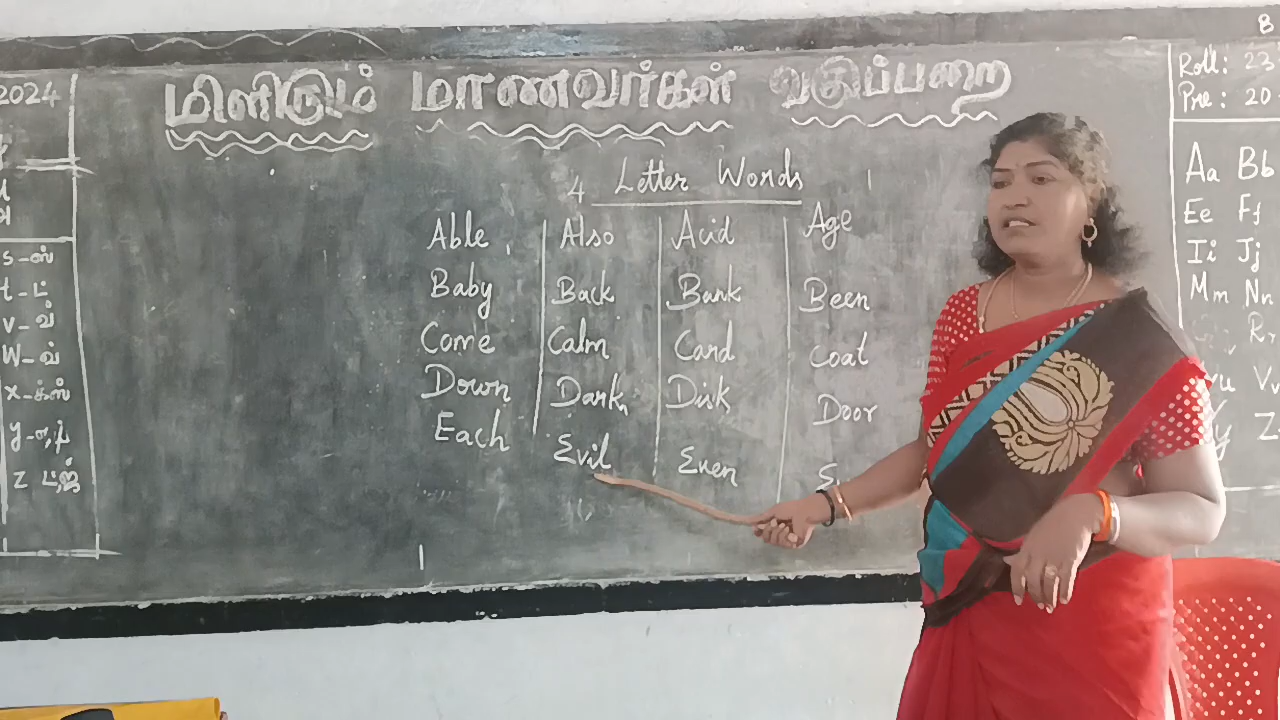 மிளிரும் மாணவர்கள் வகுப்பறை
2024
s-ஸ்
t-ட்
v-வ்
W-வ்
x-க்ஸ்
4 Letter Words
Able Also Acid Age
Baby Back Bank Been
Come Calm Card coat
Down Dark Disk Door
Each Evil Even
Roll: 23
Pre: 20
Aa Bb
Ee Ff
Ii Jj
Mm Nn